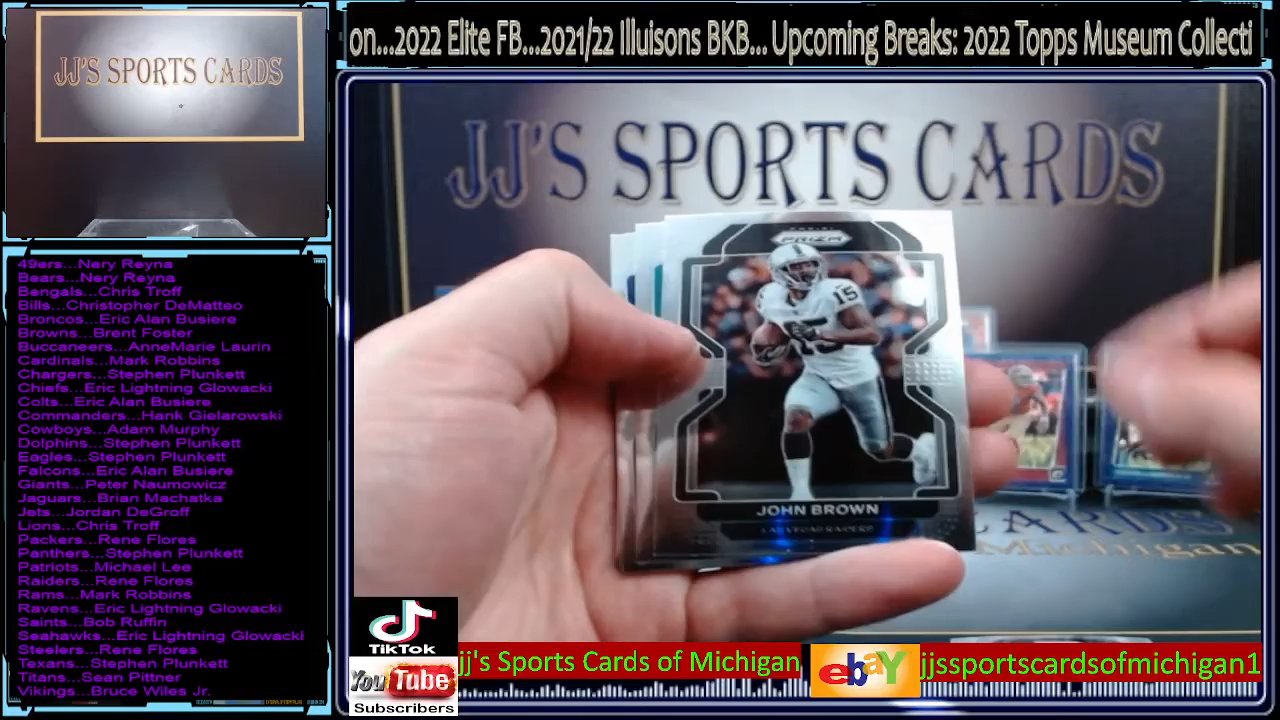 JJ'S SPORTS CARDS
on...2022 Elite FB...2021/22 Illuisons BKB... Upcoming Breaks: 2022 Topps Museum Collecti
JJ'S SPORTS CARDS
PANINI
PRIZM
15
15
JOHN BROWN
LAS VEGAS RAIDERS
CARDS
Michigan
49ers...Nery Reyna
Bears...Nery Reyna
Bengals...Chris Troff
Bills...Christopher DeMatteo
Broncos...Eric Alan Busiere
Browns...Brent Foster
Buccaneers...AnneMarie Laurin
Cardinals...Mark Robbins
Chargers...Stephen Plunkett
Chiefs...Eric Lightning Glowacki
Colts...Eric Alan Busiere
Commanders...Hank Gielarowski
Cowboys...Adam Murphy
Dolphins...Stephen Plunkett
Eagles...Stephen Plunkett
Falcons...Eric Alan Busiere
Giants...Peter Naumowicz
Jaguars...Brian Machatka
Jets...Jordan DeGroff
Lions...Chris Troff
Packers...Rene Flores
Panthers...Stephen Plunkett
Patriots...Michael Lee
Raiders...Rene Flores
Rams...Mark Robbins
Ravens...Eric Lightning Glowacki
Saints...Bob Ruffin
Seahawks...Eric Lightning Glowacki
Steelers...Rene Flores
Texans...Stephen Plunkett
Titans...Sean Pittner
Vikings...Bruce Wiles Jr.
TikTok
YouTube
Subscribers
jj's Sports Cards of Michigan
ebay
jjssportscardsofmichigan1